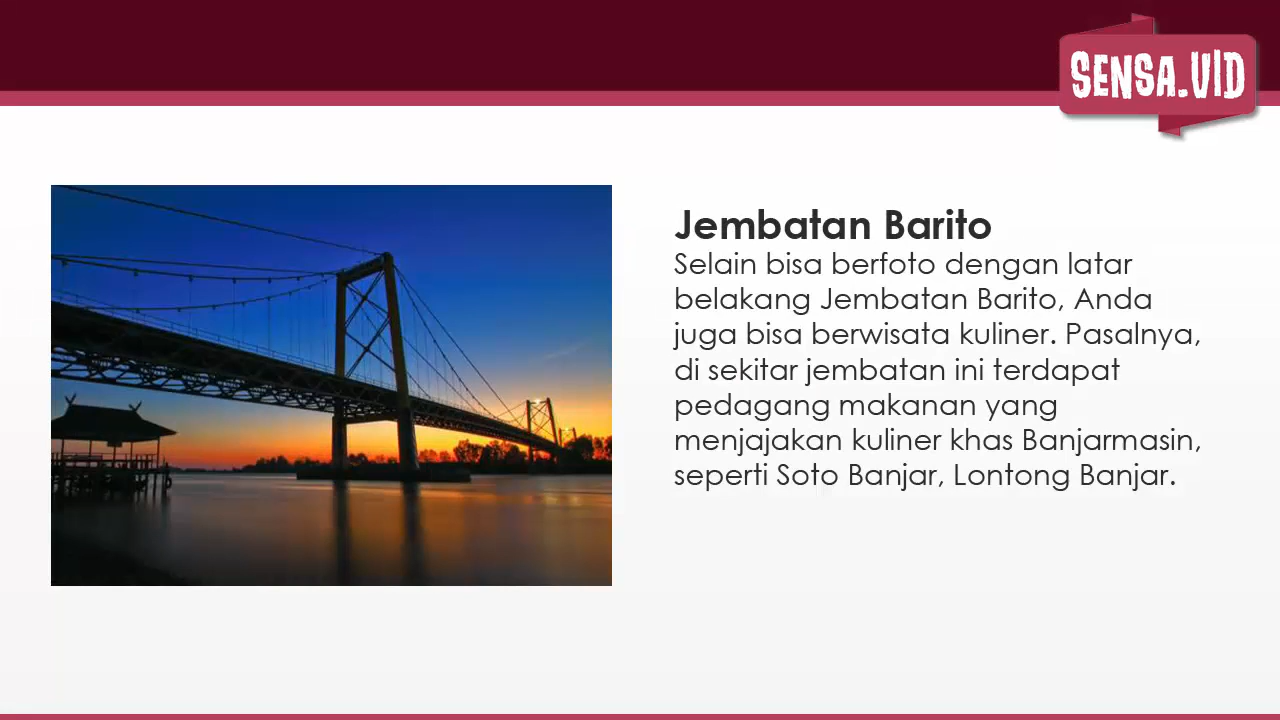 SENSA.VID
Jembatan Barito
Selain bisa berfoto dengan latar
belakang Jembatan Barito, Anda
juga bisa berwisata kuliner. Pasalnya,
di sekitar jembatan ini terdapat
pedagang makanan yang
menjajakan kuliner khas Banjarmasin,
seperti Soto Banjar, Lontong Banjar.